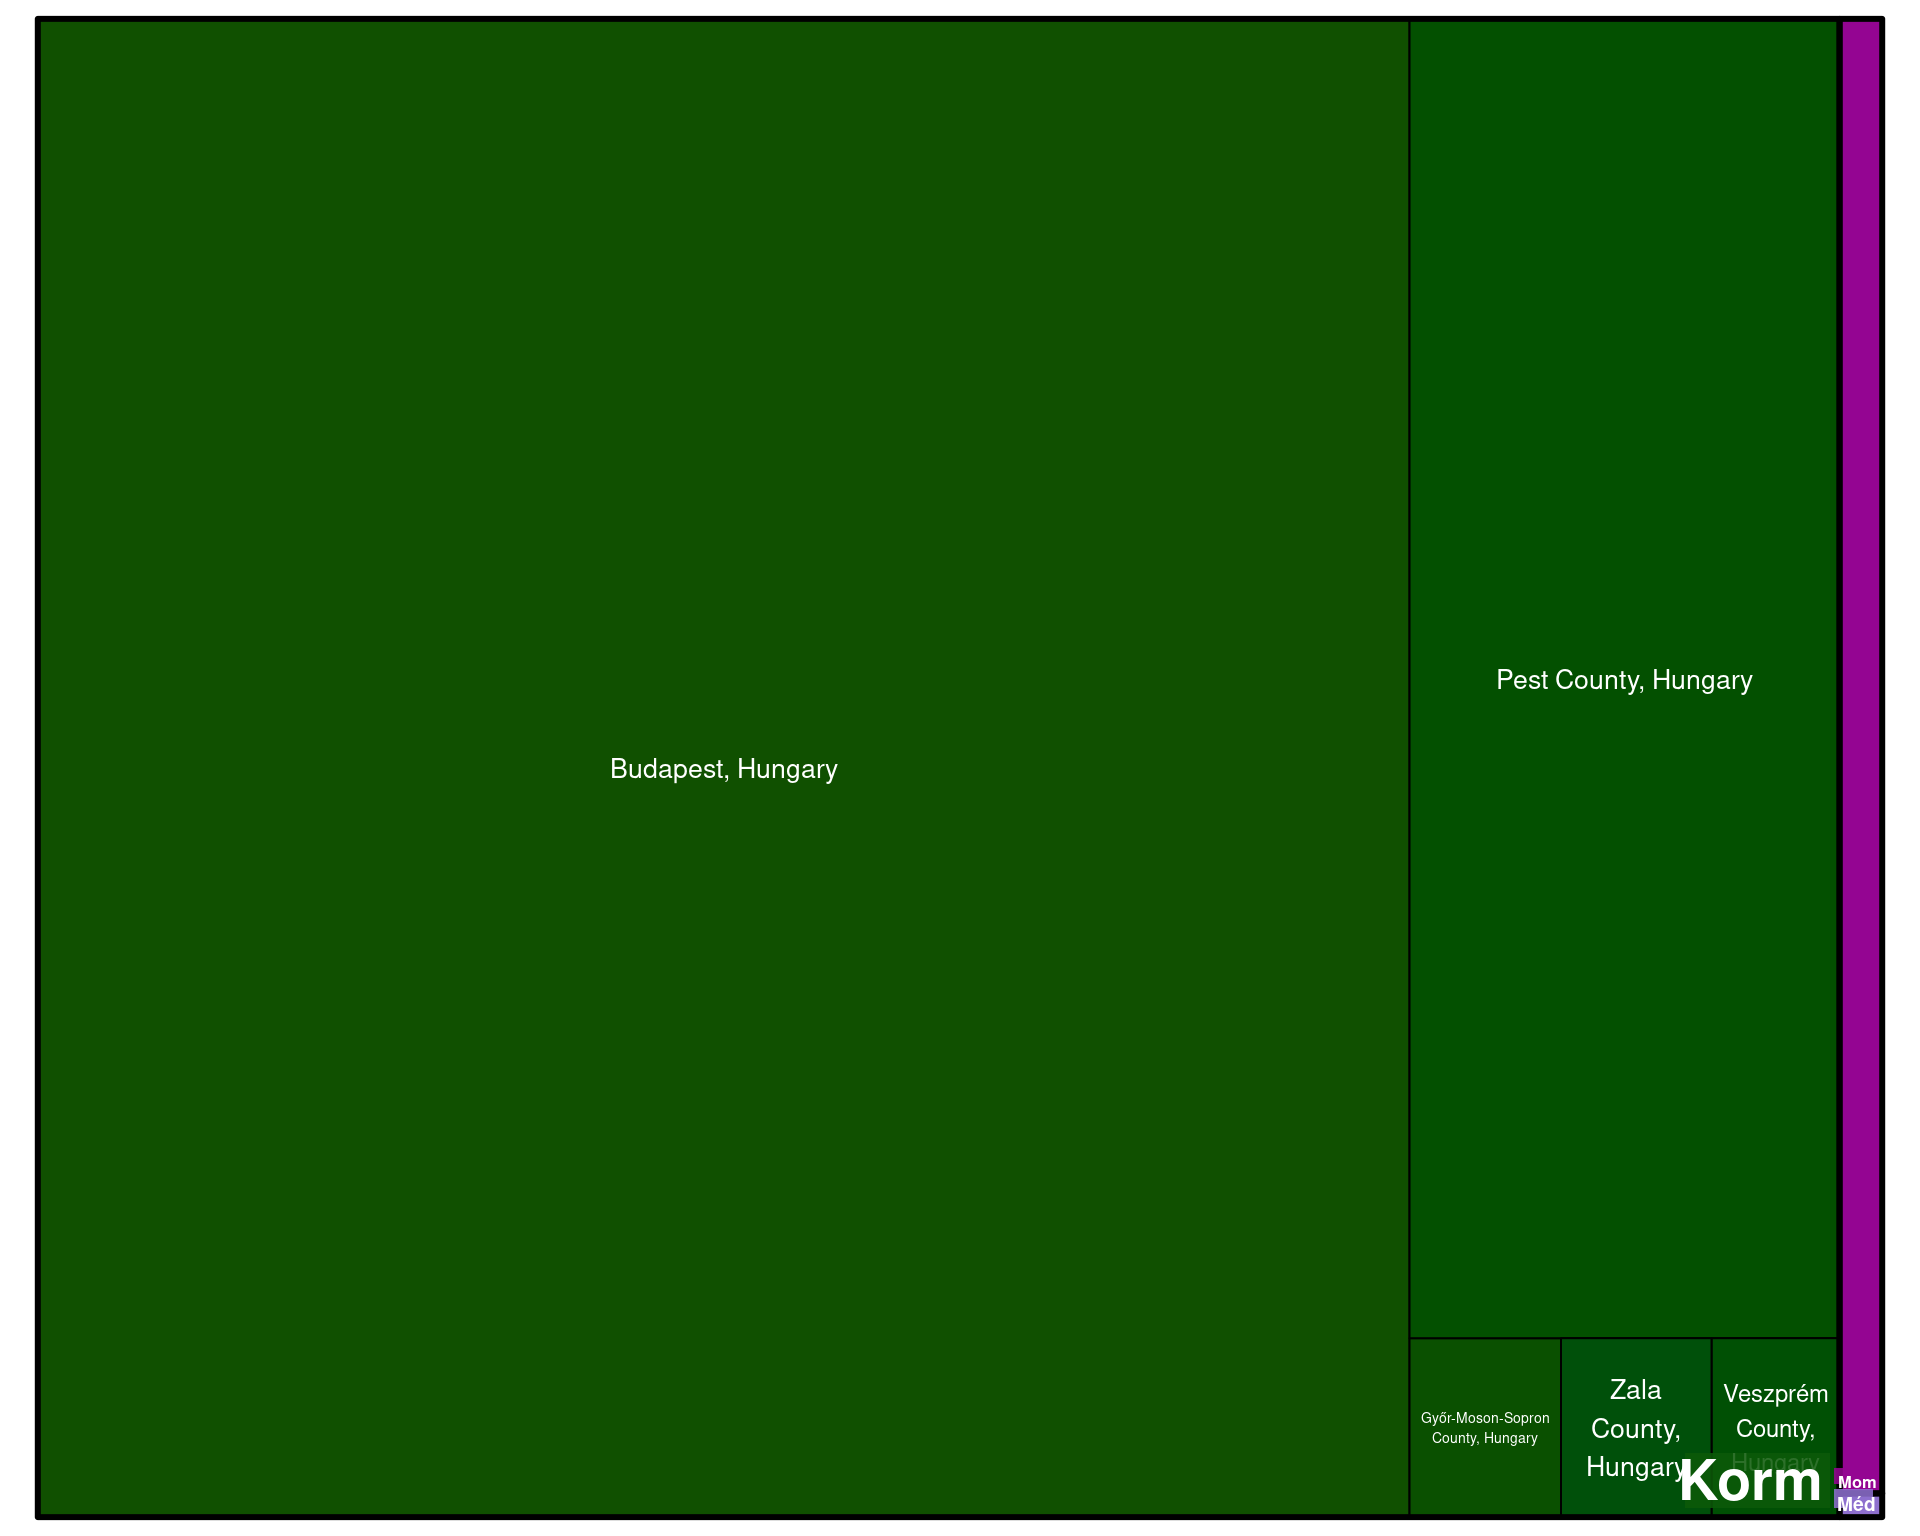 Budapest, Hungary
Pest County, Hungary
Győr-Moson-Sopron
County, Hungary
Zala
County,
Hungary
Veszprém
County,
Hungary
Korm
Mom
Méd